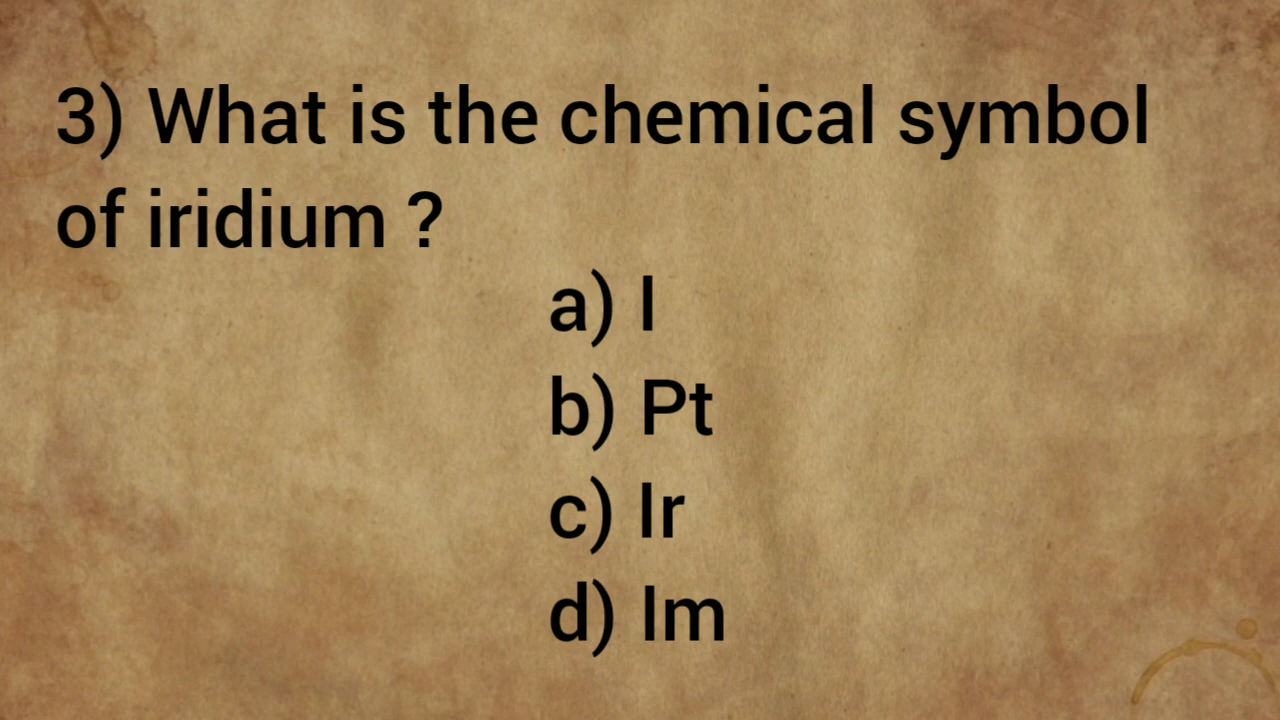 3) What is the chemical symbol
of iridium ?
a) I
b) Pt
c) Ir
d) Im